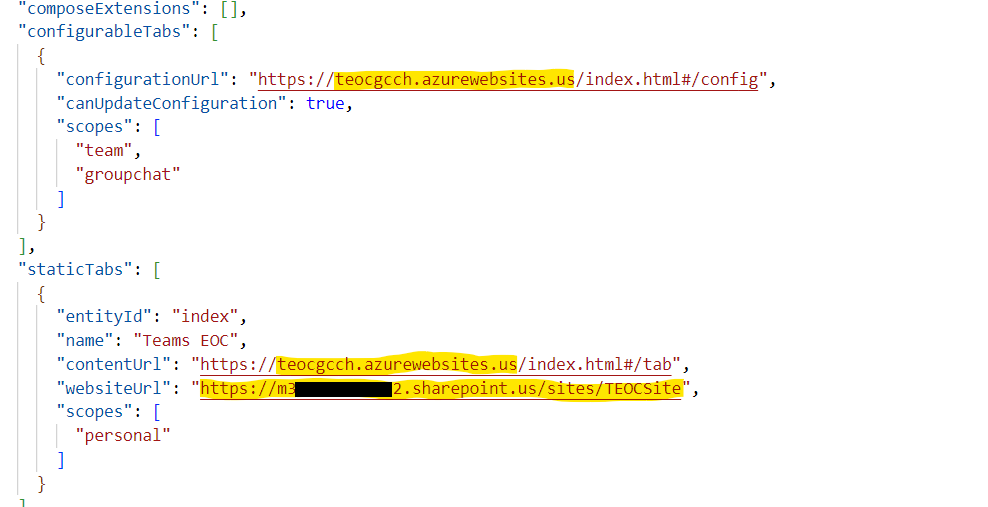 "composeExtensions": [],
"configurableTabs": [
{
"configurationUrl": "https://teocgcch.azurewebsites.us/index.html#/config",
"canUpdateConfiguration": true,
"scopes": [
"team",
"groupchat"
]
}
],
"staticTabs": [
{
"entityId": "index",
"name": "Teams EOC",
"contentUrl": "https://teocgcch.azurewebsites.us/index.html#/tab",
"websiteUrl": "https://m3 2.sharepoint.us/sites/TEOCSite",
"scopes": [
"personal"
]
}
]